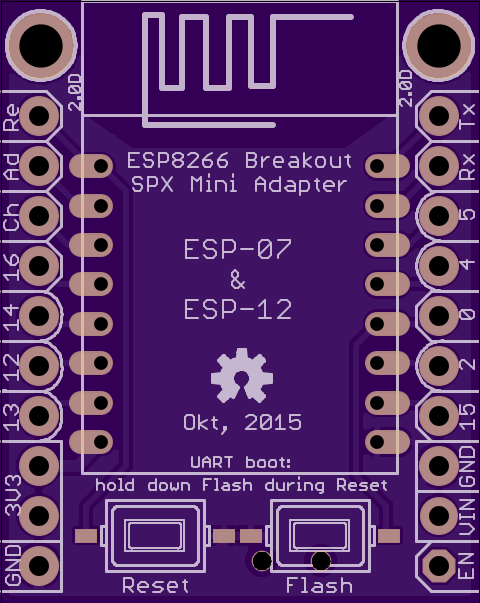 2.0D
2.0D
Re
Tx
Ad
Rx
Ch
5
16
4
14
0
12
2
13
15
3V3
GND
VIN
GND
EN
ESP8266 Breakout
SPX Mini Adapter
ESP-07
&
ESP-12
Okt, 2015
UART boot:
hold down Flash during Reset
Reset
Flash